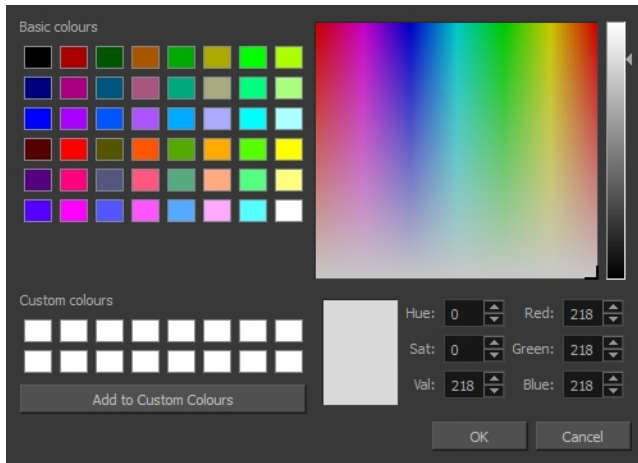 Basic colours
Custom colours
Add to Custom Colours
Hue: 0 Red: 218
Sat: 0 Green: 218
Val: 218 Blue: 218
OK Cancel